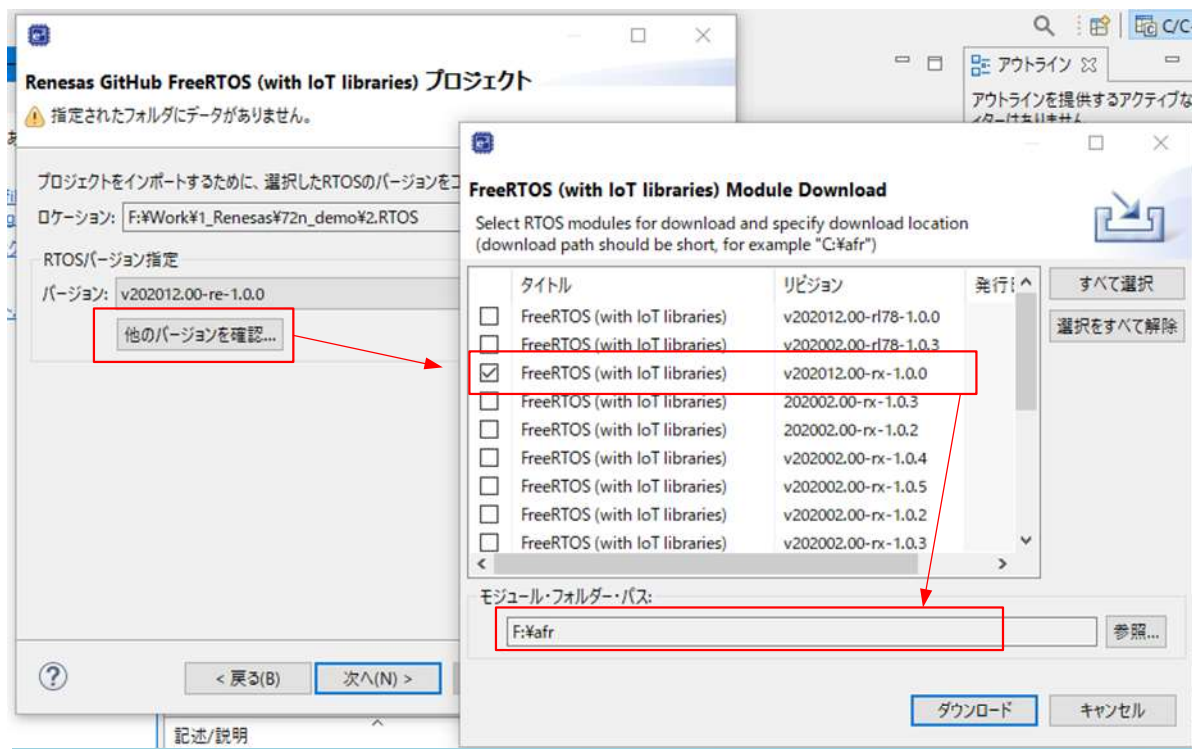 C/C
アウトライン
アウトラインを提供するアクティブな
Renesas GitHub FreeRTOS (with IoT libraries) プロジェクト
指定されたフォルダにデータがありません。
プロジェクトをインポートするために、選択したRTOSのバージョンをコ
ロケーション: F:¥Work¥1_Renesas¥72n_demo¥2.RTOS
RTOSバージョン指定
バージョン: v202012.00-re-1.0.0
他のバージョンを確認...
< 戻る(B) 次へ(N) >
記述/説明
FreeRTOS (with IoT libraries) Module Download
Select RTOS modules for download and specify download location
(download path should be short, for example "C:¥afr")
タイトル リビジョン 発行日
FreeRTOS (with IoT libraries) v202012.00-rl78-1.0.0
FreeRTOS (with IoT libraries) v202002.00-rl78-1.0.3
FreeRTOS (with IoT libraries) v202012.00-rx-1.0.0
FreeRTOS (with IoT libraries) 202002.00-rx-1.0.3
FreeRTOS (with IoT libraries) 202002.00-rx-1.0.2
FreeRTOS (with IoT libraries) v202002.00-rx-1.0.4
FreeRTOS (with IoT libraries) v202002.00-rx-1.0.5
FreeRTOS (with IoT libraries) v202002.00-rx-1.0.2
FreeRTOS (with IoT libraries) v202002.00-rx-1.0.3
すべて選択
選択をすべて解除
モジュール・フォルダー・パス:
F:¥afr 参照...
ダウンロード キャンセル